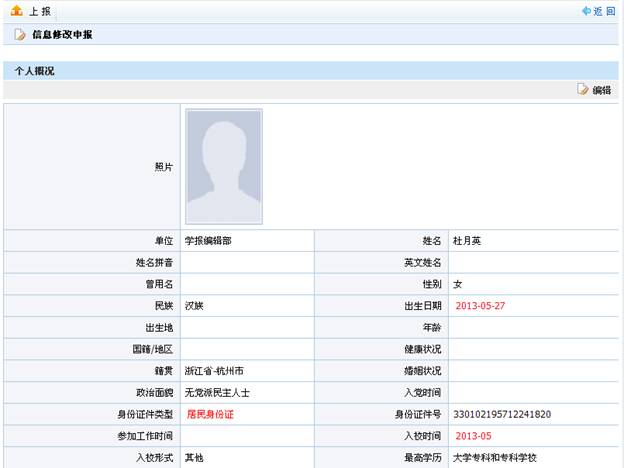 上报 返回
信息修改申报
个人概况
编辑
照片
单位 学报编辑部 姓名 杜月英
姓名拼音 英文姓名
曾用名 性别 女
民族 汉族 出生日期 2013-05-27
出生地 年龄
国籍/地区 健康状况
籍贯 浙江省-杭州市 婚姻状况
政治面貌 无党派民主人士 入党时间
身份证件类型 居民身份证 身份证件号 330102195712241820
参加工作时间 入校时间 2013-05
入校形式 其他 最高学历 大学专科和专科学校